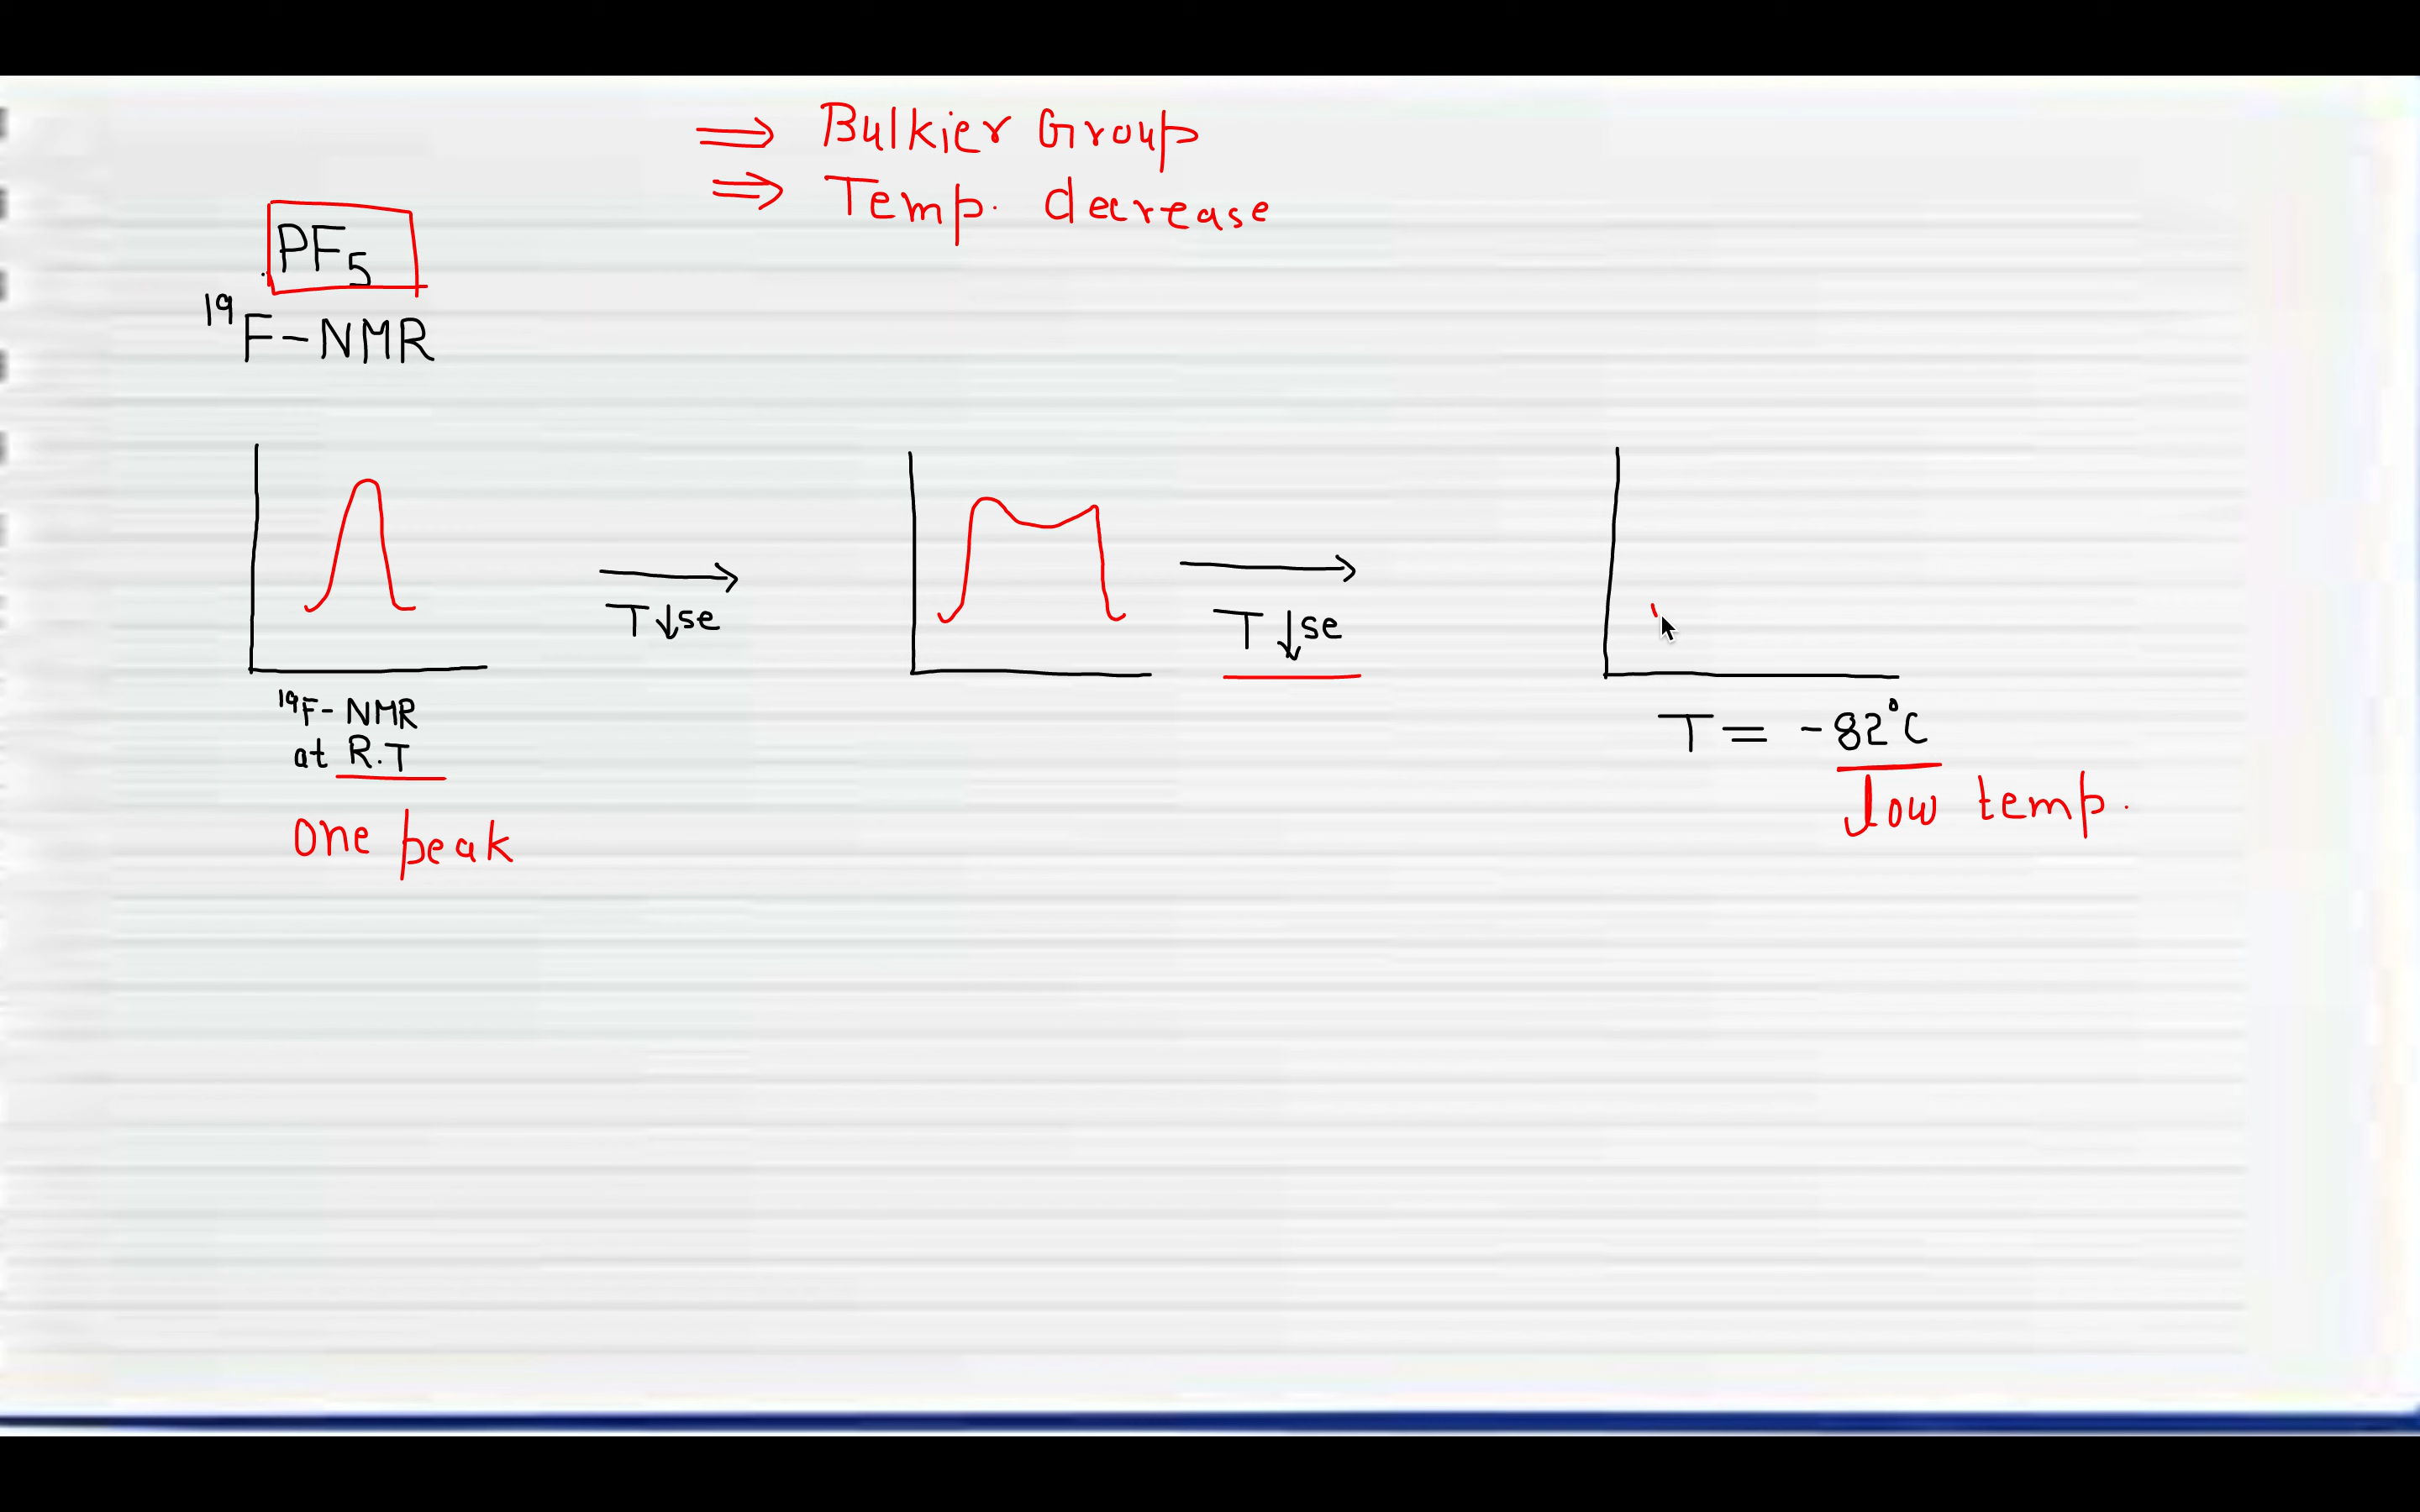 ⇒ Bulkier Group
⇒ Temp. decrease
PF5
19F-NMR
T↓se
T↓se
19F-NMR
at R.T
T = -82°C
One peak
low temp.